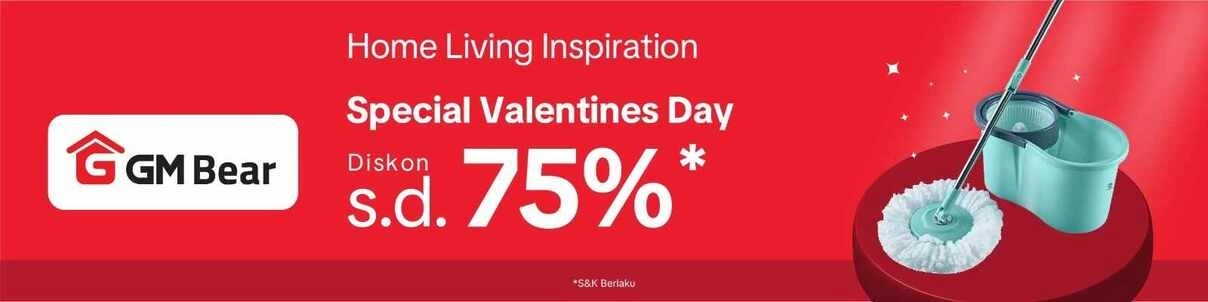 GM Bear
Home Living Inspiration
Special Valentines Day
Diskon
s.d. 75%*
*S&K Berlaku